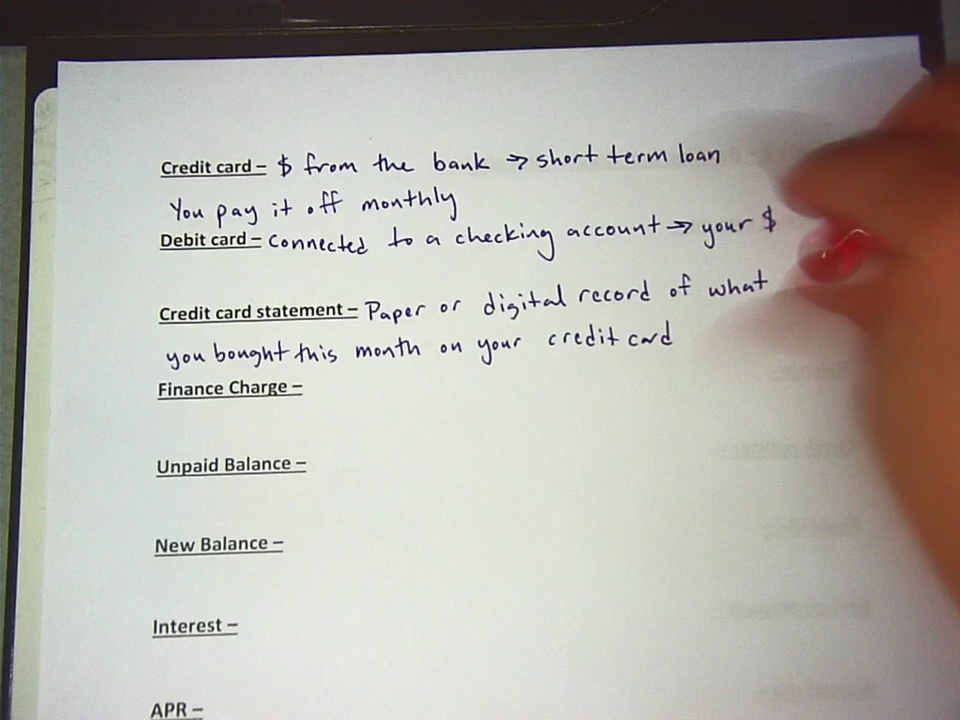 Credit card – $ from the bank → short term loan
You pay it off monthly
Debit card – Connected to a checking account → your $
Credit card statement – Paper or digital record of what
you bought this month on your credit card
Finance Charge –
Unpaid Balance –
New Balance –
Interest –
APR –